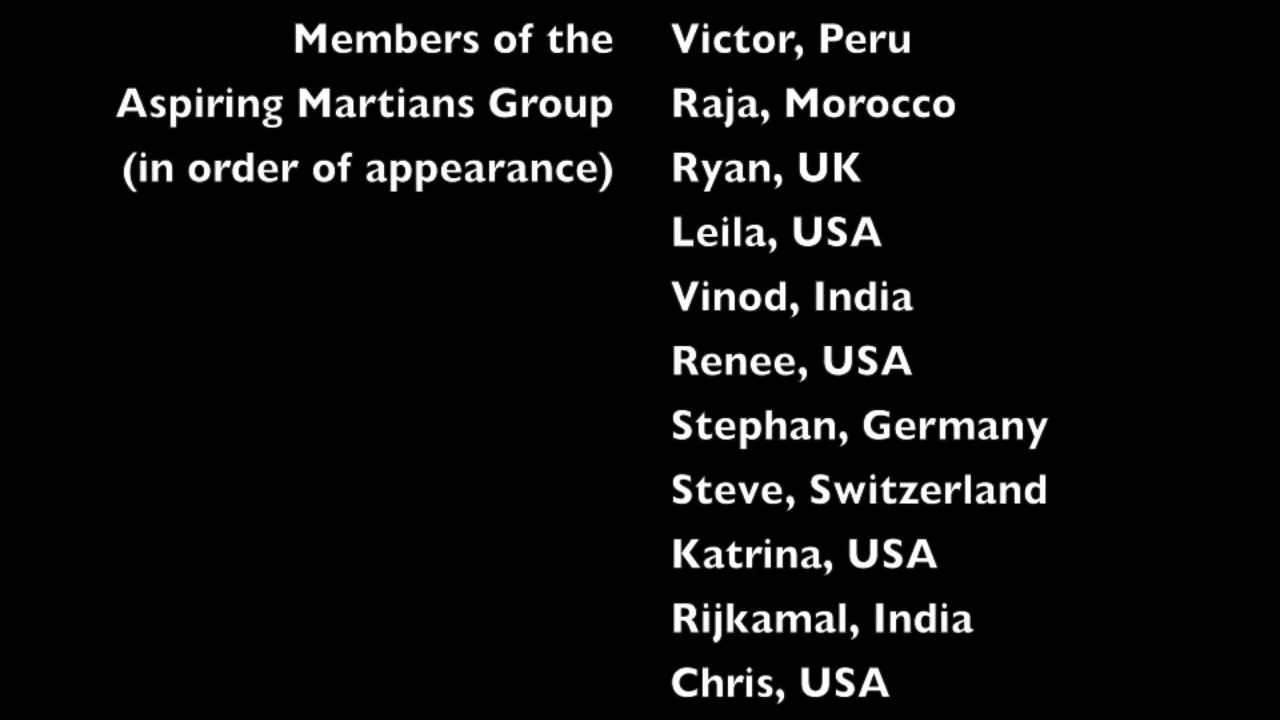 Members of the
Aspiring Martians Group
(in order of appearance)
Victor, Peru
Raja, Morocco
Ryan, UK
Leila, USA
Vinod, India
Renee, USA
Stephan, Germany
Steve, Switzerland
Katrina, USA
Rijkamal, India
Chris, USA